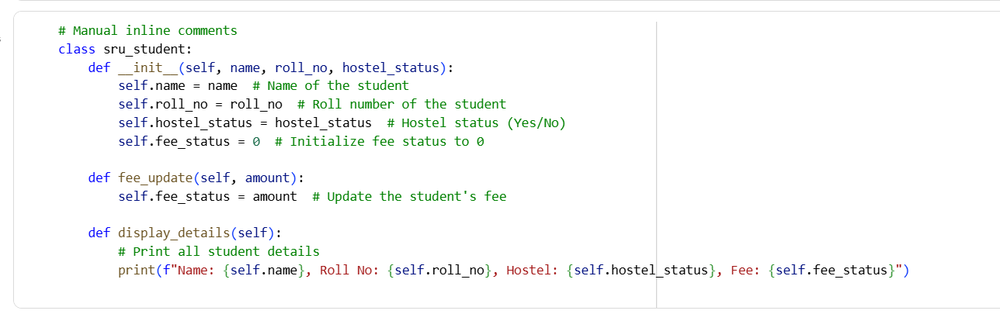 # Manual inline comments
class sru_student:
    def __init__(self, name, roll_no, hostel_status):
        self.name = name  # Name of the student
        self.roll_no = roll_no  # Roll number of the student
        self.hostel_status = hostel_status  # Hostel status (Yes/No)
        self.fee_status = 0  # Initialize fee status to 0
    def fee_update(self, amount):
        self.fee_status = amount  # Update the student's fee
    def display_details(self):
        # Print all student details
        print(f"Name: {self.name}, Roll No: {self.roll_no}, Hostel: {self.hostel_status}, Fee: {self.fee_status}")